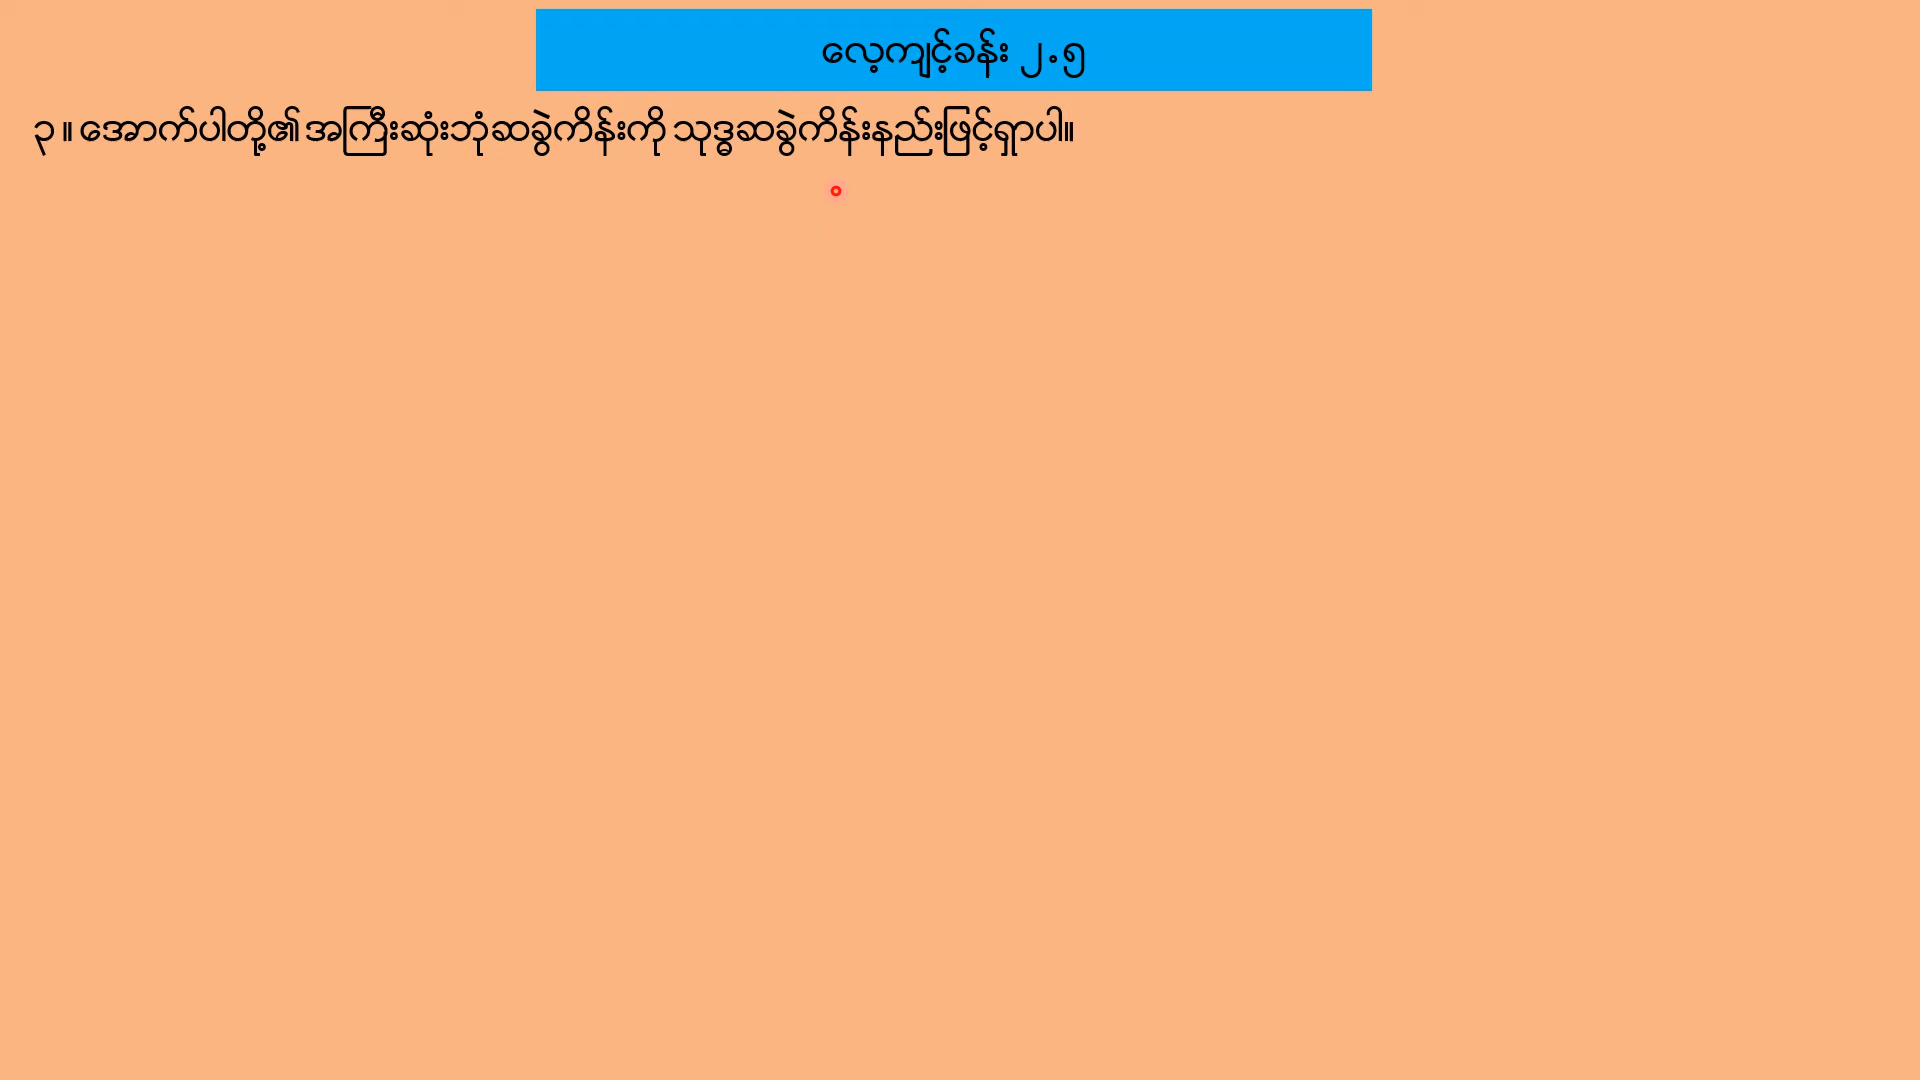 လေ့ကျင့်ခန်း ၂.၅
၃ ။ အောက်ပါတို့၏ အကြီးဆုံးဘုံဆခွဲကိန်းကို သုဒ္ဓဆခွဲကိန်းနည်းဖြင့်ရှာပါ။